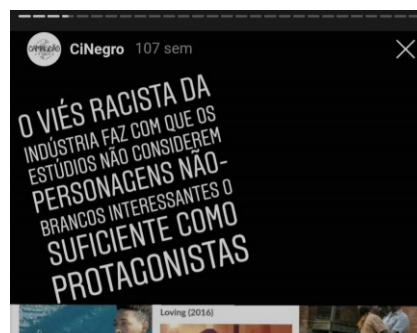 CiNegro 107 sem
O VIÉS RACISTA DA
INDÚSTRIA FAZ COM QUE OS
ESTÚDIOS NÃO CONSIDEREM
PERSONAGENS NÃO-
BRANCOS INTERESSANTES O
SUFICIENTE COMO
PROTAGONISTAS
Loving (2016)